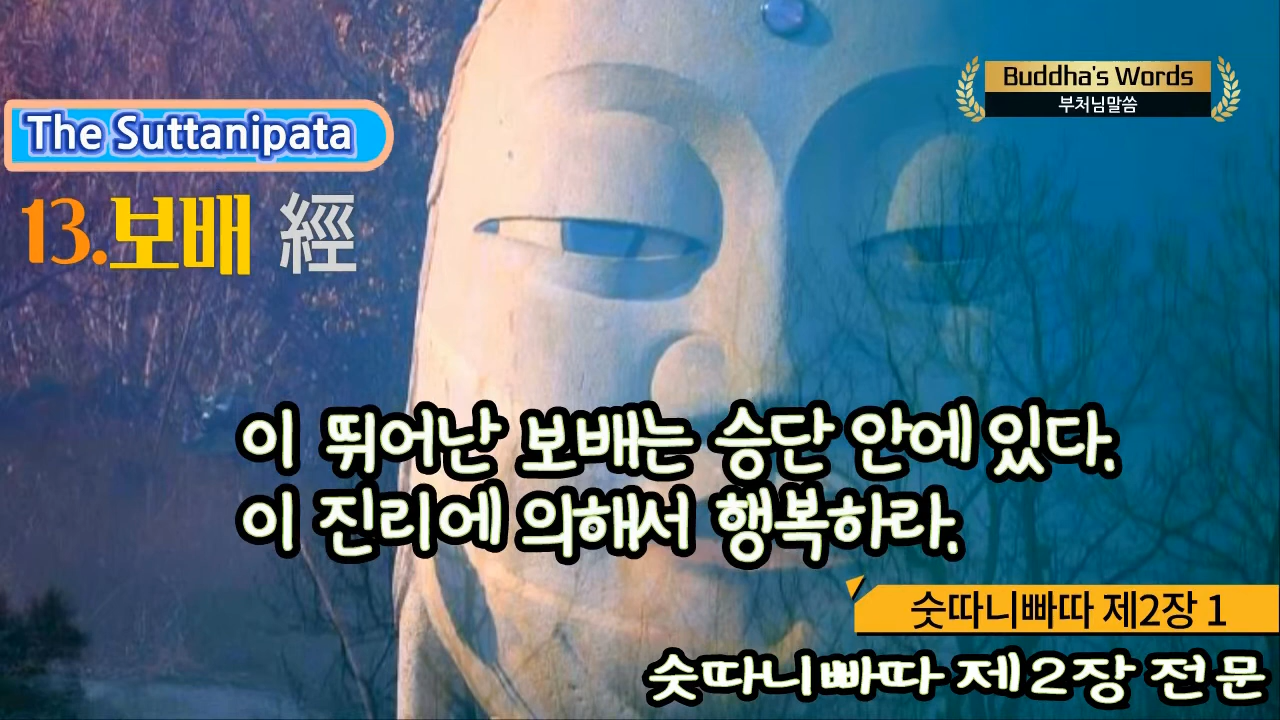 Buddha's Words
부처님말씀
The Suttanipata
13.보배 經
이 뛰어난 보배는 승단 안에 있다.
이 진리에 의해서 행복하라.
숫따니빠따 제2장 1
숫따니빠따 제2장 전문